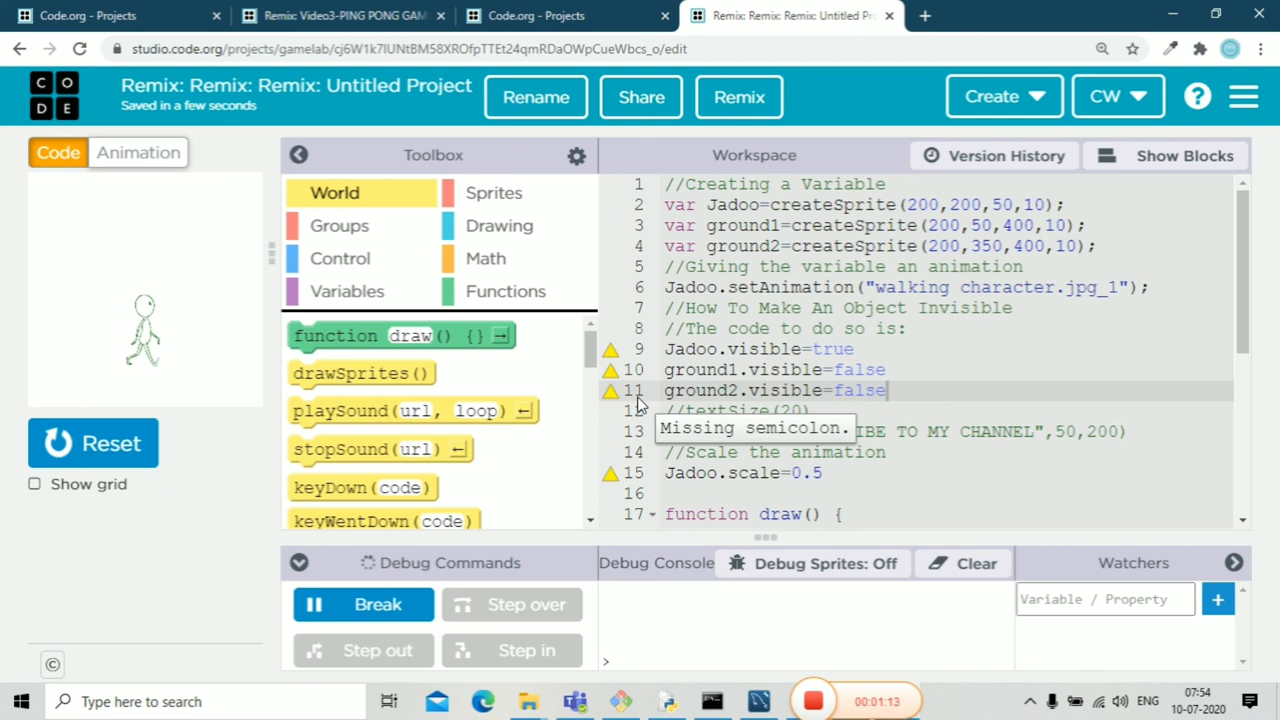 Code.org - Projects
Remix: Video3-PING PONG GAM
Code.org - Projects
Remix: Remix: Remix: Untitled Pr
studio.code.org/projects/gamelab/cj6W1k7IUNtBM58XROfpTTEt24qmRDaOWpCueWbcs_o/edit
C O
D E
Remix: Remix: Remix: Untitled Project
Saved in a few seconds
Rename
Share
Remix
Create
CW
?
Code
Animation
Toolbox
Workspace
Version History
Show Blocks
World
Sprites
Groups
Drawing
Control
Math
Variables
Functions
function draw() {}
drawSprites()
playSound(url, loop)
stopSound(url)
keyDown(code)
keyWentDown(code)
1 //Creating a Variable
2 var Jadoo=createSprite(200,200,50,10);
3 var ground1=createSprite(200,50,400,10);
4 var ground2=createSprite(200,350,400,10);
5 //Giving the variable an animation
6 Jadoo.setAnimation("walking character.jpg_1");
7 //How To Make An Object Invisible
8 //The code to do so is:
9 Jadoo.visible=true
10 ground1.visible=false
11 ground2.visible=false
12 //textSize(20)
Missing semicolon.
13 IBE TO MY CHANNEL",50,200)
14 //Scale the animation
15 Jadoo.scale=0.5
16
17 function draw() {
Reset
Show grid
Debug Commands
Debug Console
Debug Sprites: Off
Clear
Watchers
Break
Step over
Step out
Step in
Variable / Property
+
>
©
Type here to search
00:01:13
ENG
07:54
10-07-2020